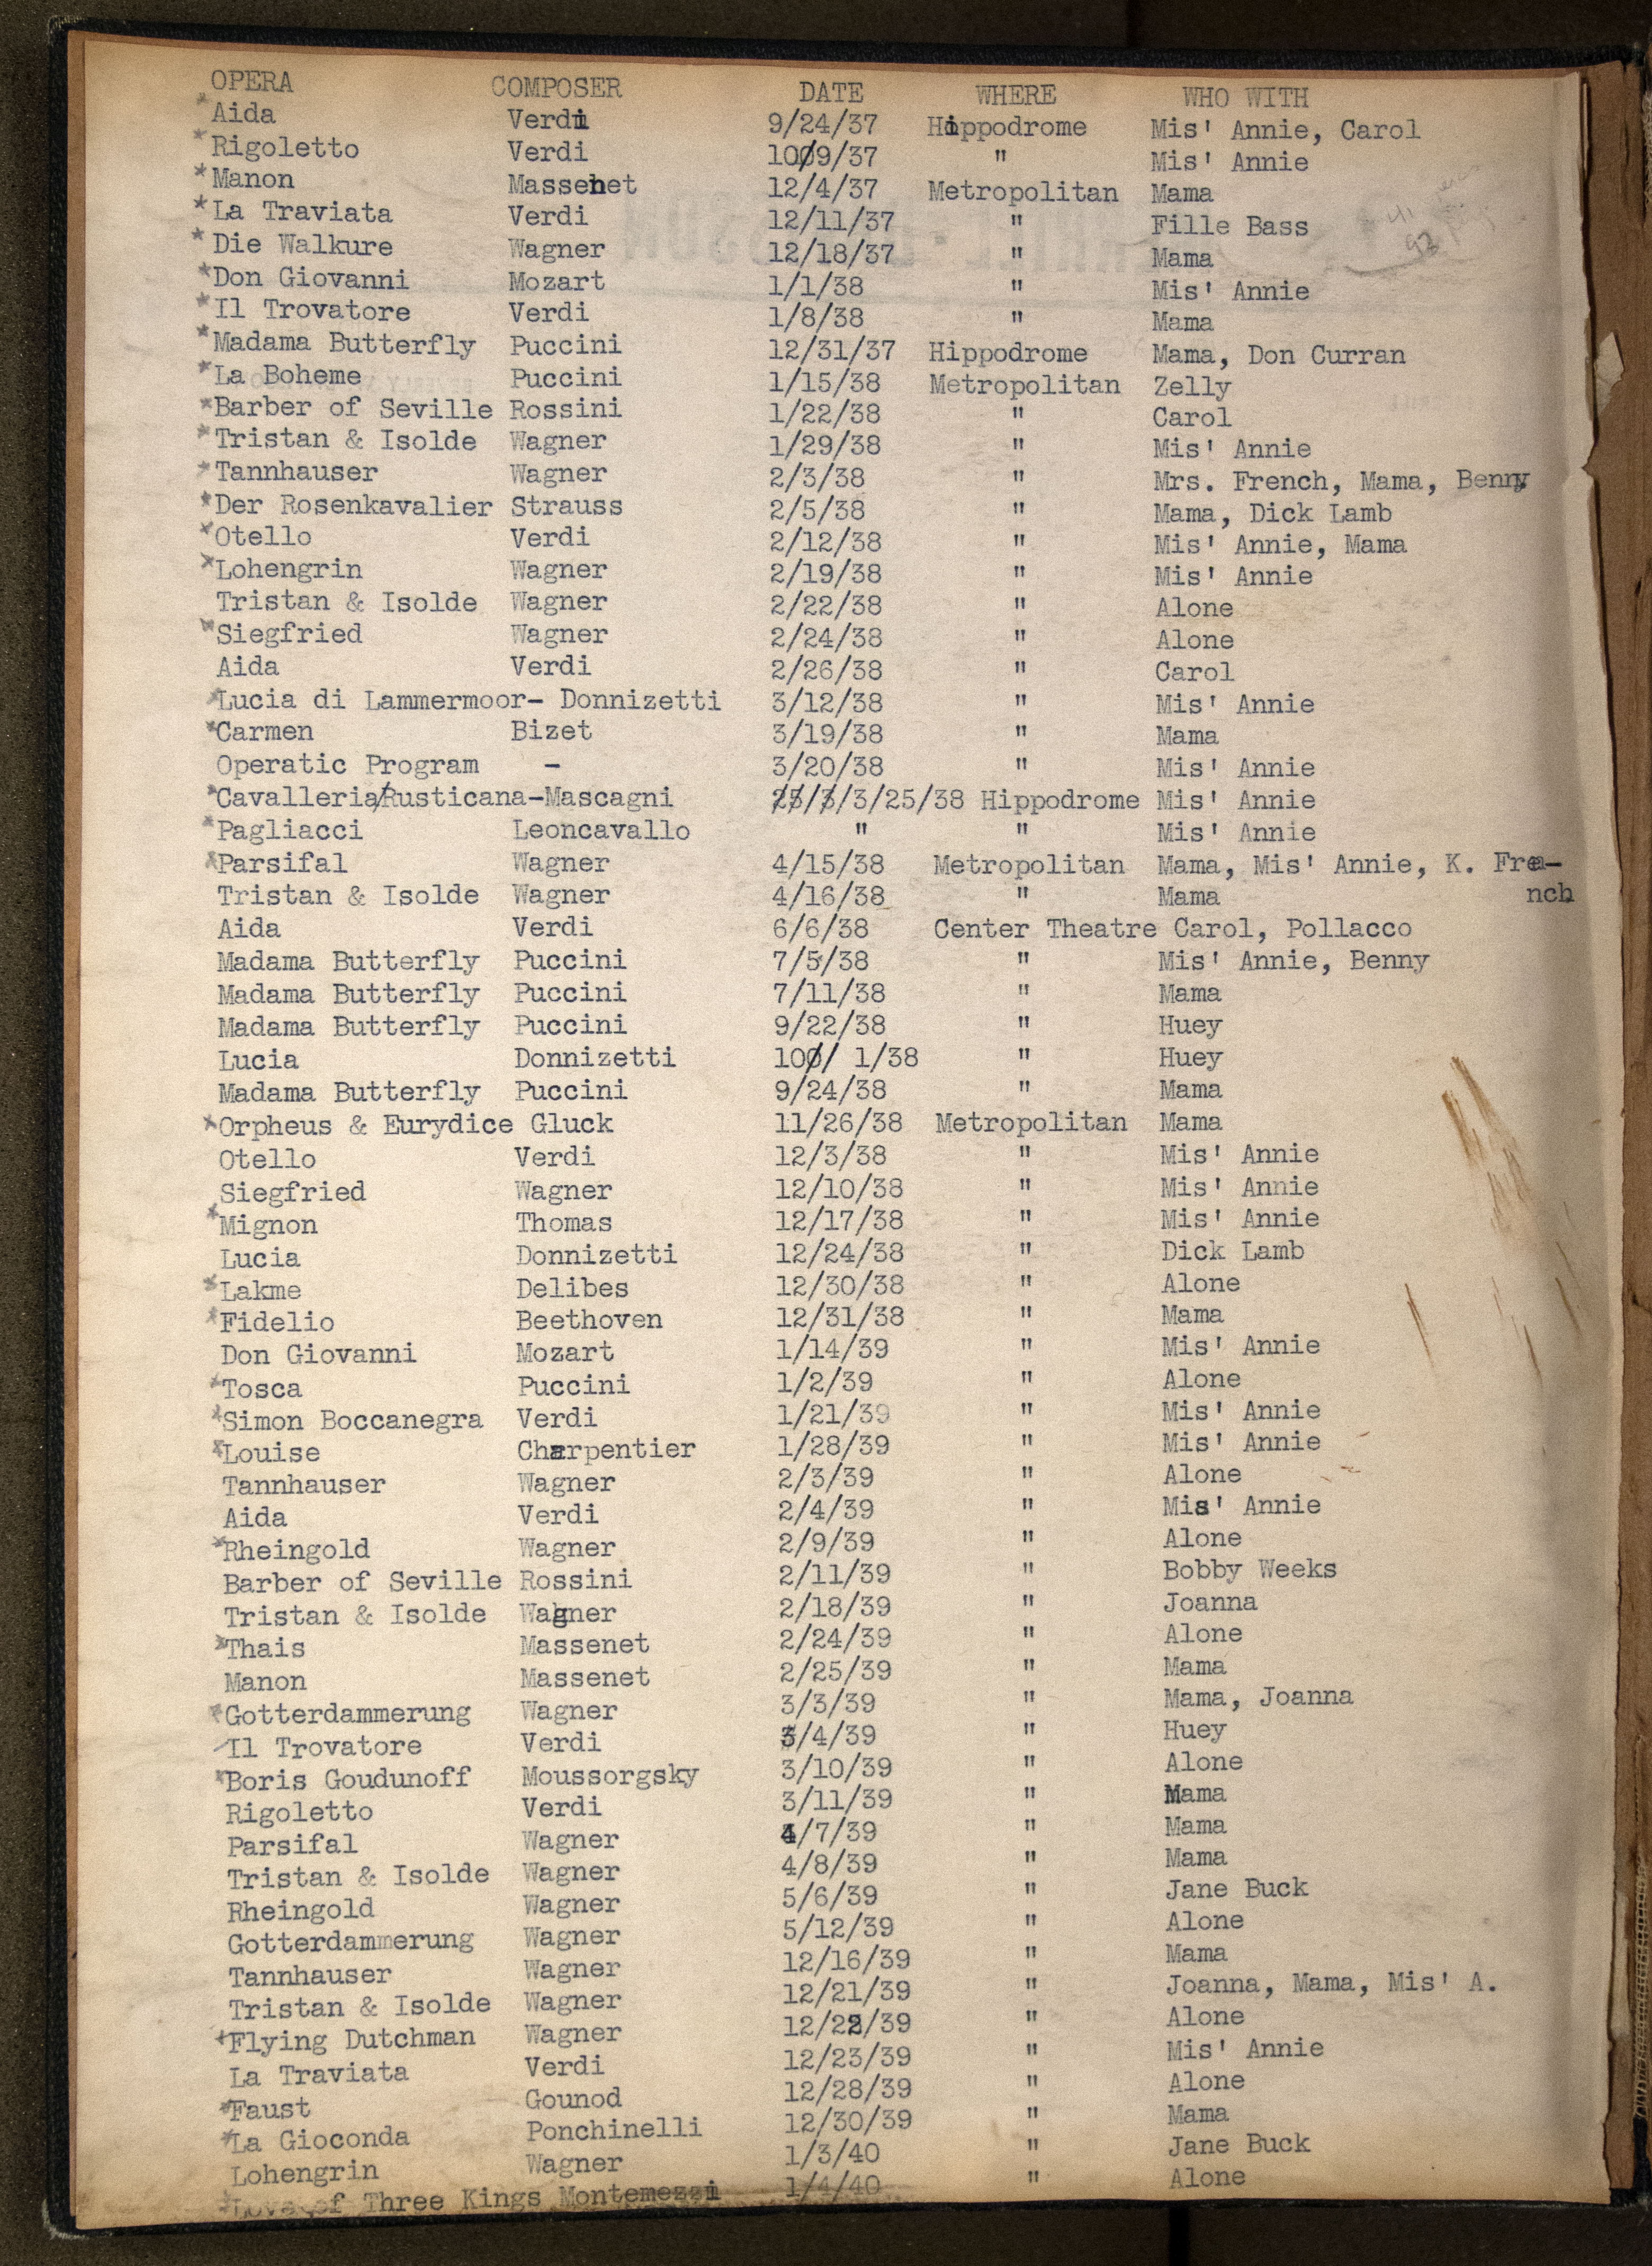 OPERA COMPOSER DATE WHERE WHO WITH
*Aida Verdi 9/24/37 Hippodrome Mis' Annie, Carol
*Rigoletto Verdi 10/9/37 " Mis' Annie
*Manon Massenet 12/4/37 Metropolitan Mama
*La Traviata Verdi 12/11/37 " Fille Bass
*Die Walkure Wagner 12/18/37 " Mama
*Don Giovanni Mozart 1/1/38 " Mis' Annie
*Il Trovatore Verdi 1/8/38 " Mama
*Madama Butterfly Puccini 12/31/37 Hippodrome Mama, Don Curran
*La Boheme Puccini 1/15/38 Metropolitan Zelly
*Barber of Seville Rossini 1/22/38 " Carol
*Tristan & Isolde Wagner 1/29/38 " Mis' Annie
*Tannhauser Wagner 2/3/38 " Mrs. French, Mama, Benny
*Der Rosenkavalier Strauss 2/5/38 " Mama, Dick Lamb
*Otello Verdi 2/12/38 " Mis' Annie, Mama
*Lohengrin Wagner 2/19/38 " Mis' Annie
Tristan & Isolde Wagner 2/22/38 " Alone
*Siegfried Wagner 2/24/38 " Alone
Aida Verdi 2/26/38 " Carol
*Lucia di Lammermoor- Donnizetti 3/12/38 " Mis' Annie
*Carmen Bizet 3/19/38 " Mama
Operatic Program - 3/20/38 " Mis' Annie
*Cavalleria/Rusticana-Mascagni 25/3/3/25/38 Hippodrome Mis' Annie
*Pagliacci Leoncavallo " " Mis' Annie
*Parsifal Wagner 4/15/38 Metropolitan Mama, Mis' Annie, K. Fre-
Tristan & Isolde Wagner 4/16/38 " Mama nch
Aida Verdi 6/6/38 Center Theatre Carol, Pollacco
Madama Butterfly Puccini 7/5/38 " Mis' Annie, Benny
Madama Butterfly Puccini 7/11/38 " Mama
Madama Butterfly Puccini 9/22/38 " Huey
Lucia Donnizetti 10/ 1/38 " Huey
Madama Butterfly Puccini 9/24/38 " Mama
*Orpheus & Eurydice Gluck 11/26/38 Metropolitan Mama
Otello Verdi 12/3/38 " Mis' Annie
Siegfried Wagner 12/10/38 " Mis' Annie
*Mignon Thomas 12/17/38 " Mis' Annie
Lucia Donnizetti 12/24/38 " Dick Lamb
*Lakme Delibes 12/30/38 " Alone
*Fidelio Beethoven 12/31/38 " Mama
Don Giovanni Mozart 1/14/39 " Mis' Annie
*Tosca Puccini 1/2/39 " Alone
*Simon Boccanegra Verdi 1/21/39 " Mis' Annie
*Louise Charpentier 1/28/39 " Mis' Annie
Tannhauser Wagner 2/3/39 " Alone
Aida Verdi 2/4/39 " Mis' Annie
*Rheingold Wagner 2/9/39 " Alone
Barber of Seville Rossini 2/11/39 " Bobby Weeks
Tristan & Isolde Wagner 2/18/39 " Joanna
*Thais Massenet 2/24/39 " Alone
Manon Massenet 2/25/39 " Mama
*Gotterdammerung Wagner 3/3/39 " Mama, Joanna
Il Trovatore Verdi 3/4/39 " Huey
*Boris Goudunoff Moussorgsky 3/10/39 " Alone
Rigoletto Verdi 3/11/39 " Mama
Parsifal Wagner 4/7/39 " Mama
Tristan & Isolde Wagner 4/8/39 " Mama
Rheingold Wagner 5/6/39 " Jane Buck
Gotterdammerung Wagner 5/12/39 " Alone
Tannhauser Wagner 12/16/39 " Mama
Tristan & Isolde Wagner 12/21/39 " Joanna, Mama, Mis' A.
*Flying Dutchman Wagner 12/22/39 " Alone
La Traviata Verdi 12/23/39 " Mis' Annie
*Faust Gounod 12/28/39 " Alone
*La Gioconda Ponchinelli 12/30/39 " Mama
Lohengrin Wagner 1/3/40 " Jane Buck
*Love of Three Kings Montemezzi 1/4/40 " Alone